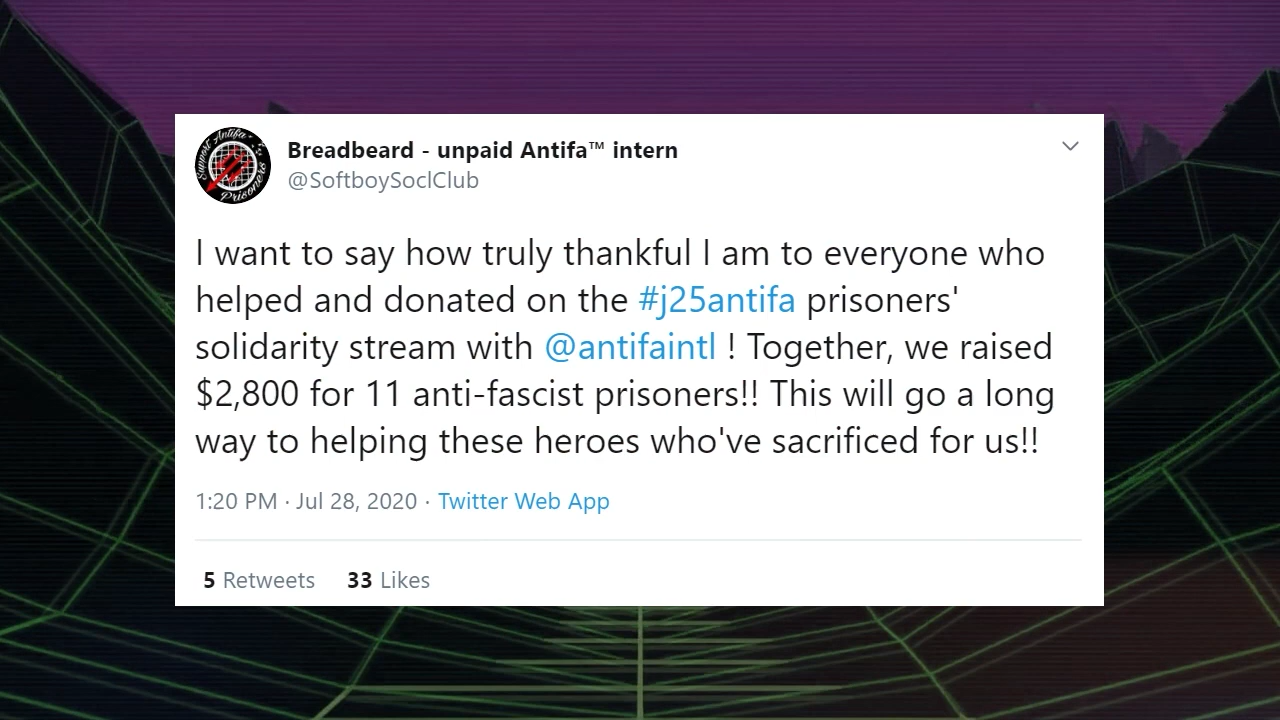 Support Antifa
Prisoners
Breadbeard - unpaid Antifa™ intern
@SoftboySoclClub
I want to say how truly thankful I am to everyone who
helped and donated on the #j25antifa prisoners'
solidarity stream with @antifaintl ! Together, we raised
$2,800 for 11 anti-fascist prisoners!! This will go a long
way to helping these heroes who've sacrificed for us!!
1:20 PM · Jul 28, 2020 · Twitter Web App
5 Retweets 33 Likes